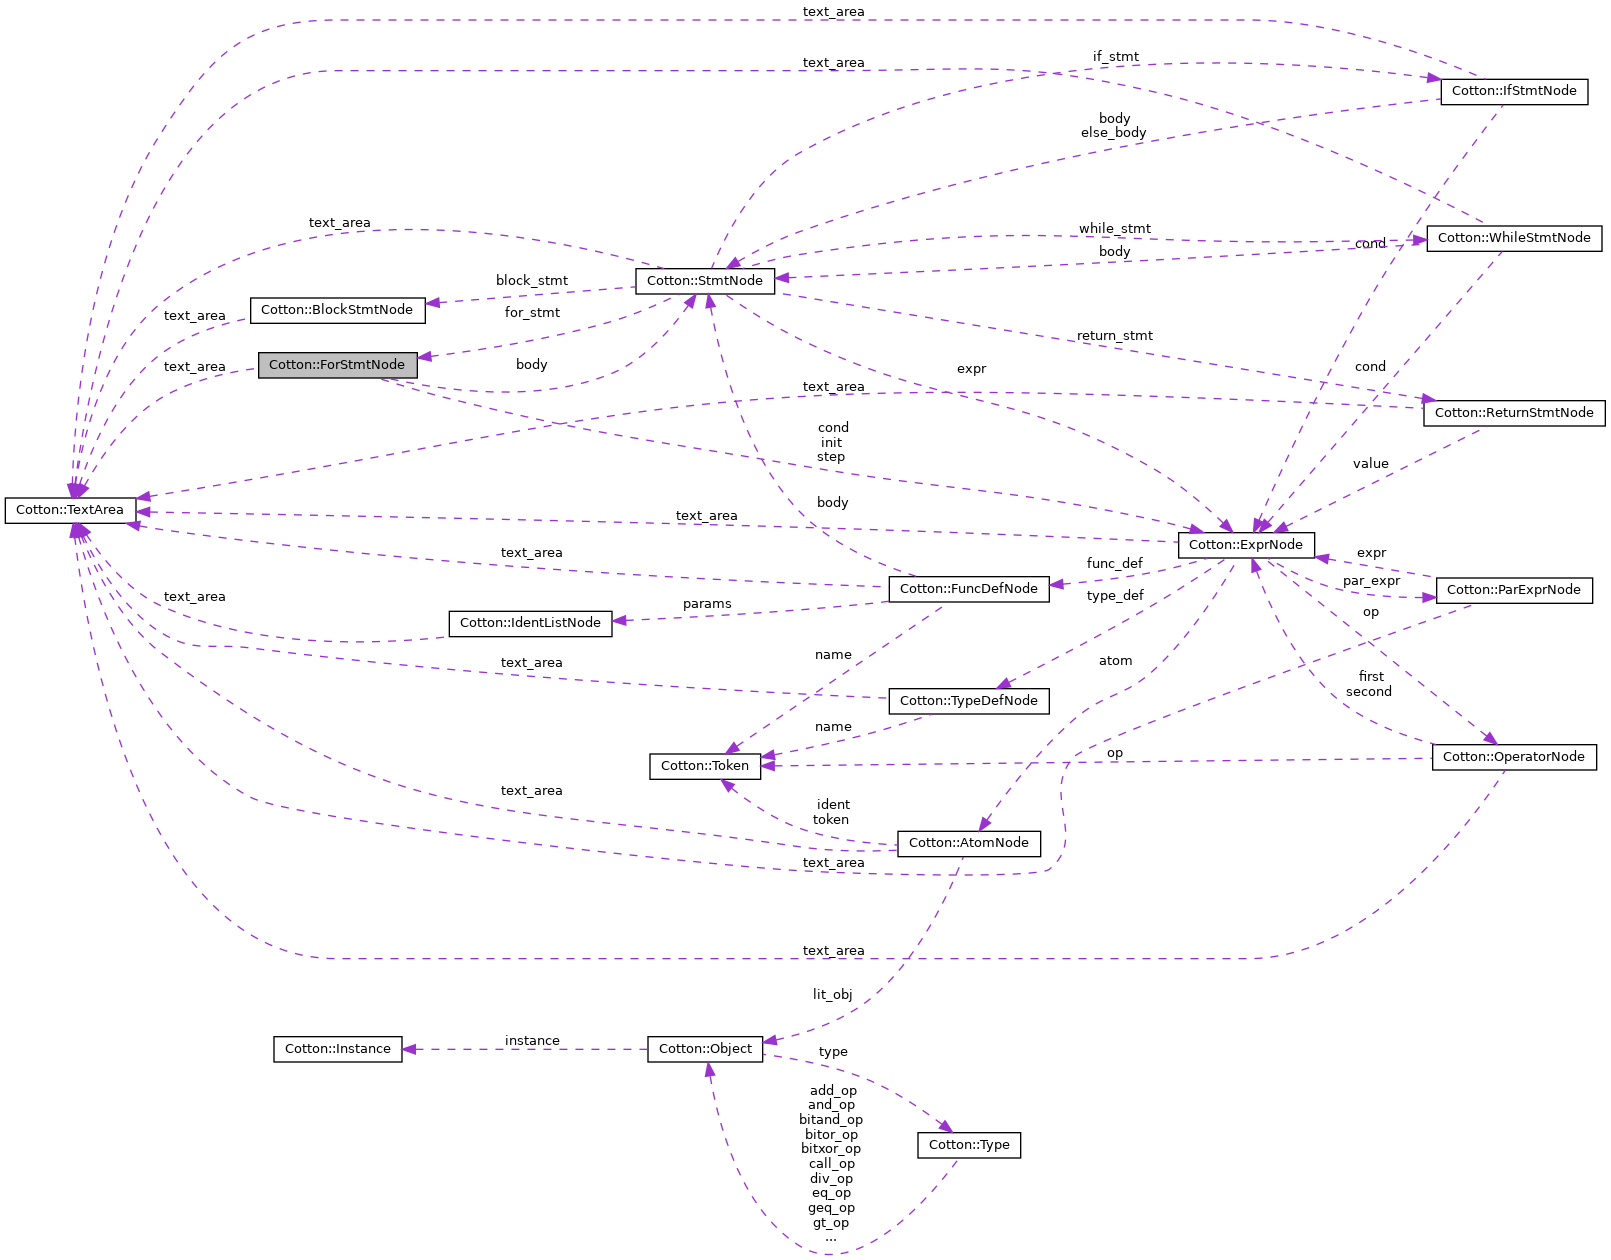 text_area
if_stmt
text_area
Cotton::IfStmtNode
body
else_body
text_area
while_stmt
Cotton::WhileStmtNode
cond
body
Cotton::StmtNode
block_stmt
Cotton::BlockStmtNode
text_area
for_stmt
return_stmt
Cotton::ForStmtNode
text_area
body
expr
cond
text_area
Cotton::ReturnStmtNode
cond
init
step
value
body
Cotton::TextArea
text_area
Cotton::ExprNode
text_area
func_def
expr
par_expr
Cotton::FuncDefNode
Cotton::ParExprNode
text_area
params
type_def
op
Cotton::IdentListNode
name
text_area
atom
first
second
Cotton::TypeDefNode
name
op
Cotton::OperatorNode
Cotton::Token
text_area
ident
token
Cotton::AtomNode
text_area
text_area
lit_obj
Cotton::Instance
instance
Cotton::Object
type
add_op
and_op
bitand_op
bitor_op
bitxor_op
call_op
div_op
eq_op
geq_op
gt_op
...
Cotton::Type